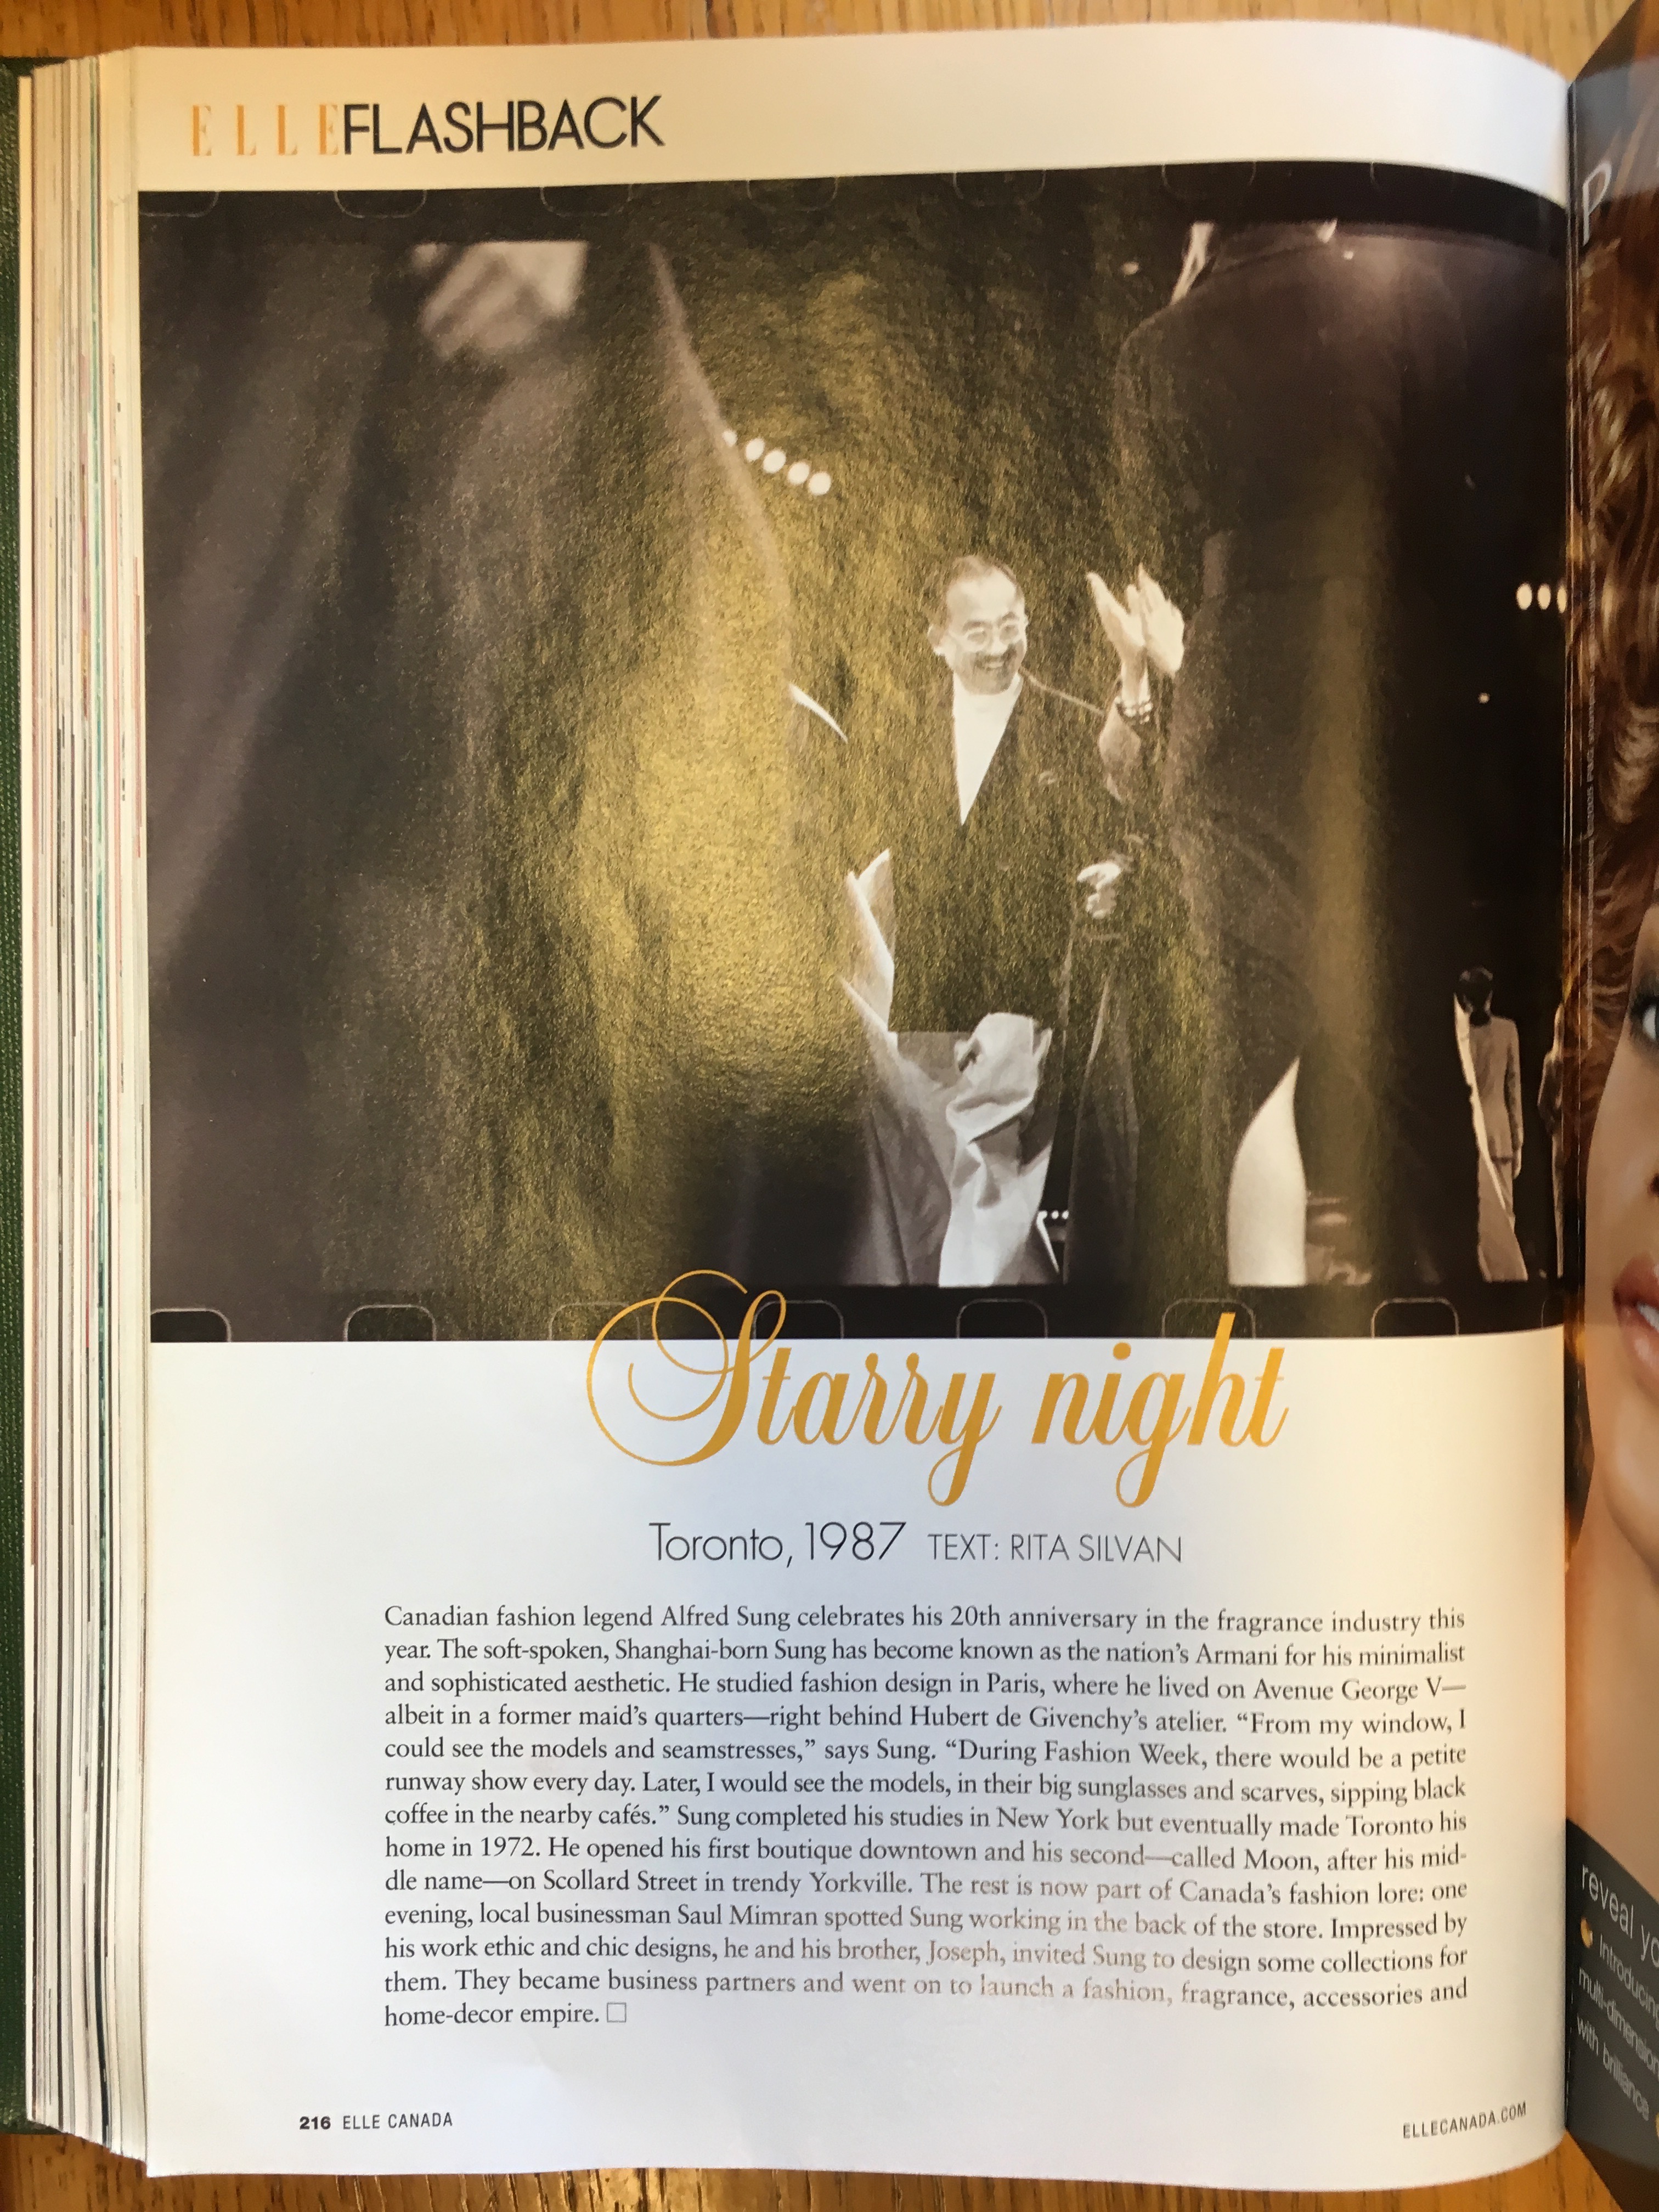 ELLEFLASHBACK
Starry night
Toronto, 1987 TEXT: RITA SILVAN
Canadian fashion legend Alfred Sung celebrates his 20th anniversary in the fragrance industry this
year. The soft-spoken, Shanghai-born Sung has become known as the nation's Armani for his minimalist
and sophisticated aesthetic. He studied fashion design in Paris, where he lived on Avenue George V—
albeit in a former maid's quarters—right behind Hubert de Givenchy's atelier. “From my window, I
could see the models and seamstresses,” says Sung. “During Fashion Week, there would be a petite
runway show every day. Later, I would see the models, in their big sunglasses and scarves, sipping black
coffee in the nearby cafés.” Sung completed his studies in New York but eventually made Toronto his
home in 1972. He opened his first boutique downtown and his second—called Moon, after his mid-
dle name—on Scollard Street in trendy Yorkville. The rest is now part of Canada's fashion lore: one
evening, local businessman Saul Mimran spotted Sung working in the back of the store. Impressed by
his work ethic and chic designs, he and his brother, Joseph, invited Sung to design some collections for
them. They became business partners and went on to launch a fashion, fragrance, accessories and
home-decor empire. □
216 ELLE CANADA
ELLECANADA.COM
P
reveal yo
Introducing
multi-dimension
with brilliance